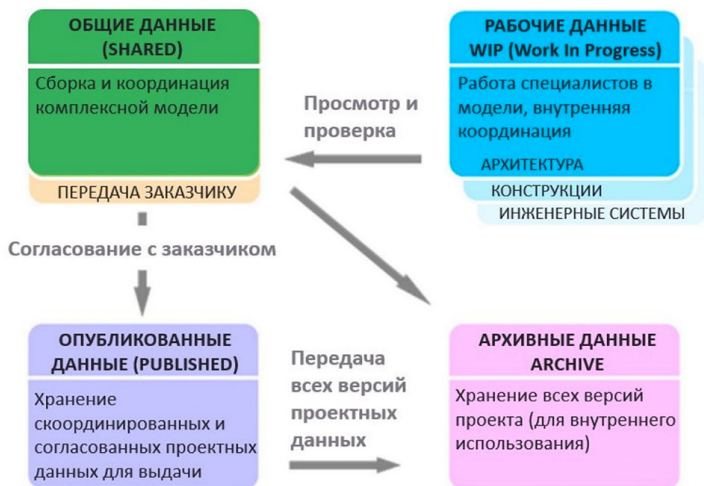 ОБЩИЕ ДАННЫЕ
(SHARED)
Сборка и координация
комплексной модели
ПЕРЕДАЧА ЗАКАЗЧИКУ
Просмотр и
проверка
РАБОЧИЕ ДАННЫЕ
WIP (Work In Progress)
Работа специалистов в
модели, внутренняя
координация
АРХИТЕКТУРА
КОНСТРУКЦИИ
ИНЖЕНЕРНЫЕ СИСТЕМЫ
Согласование с заказчиком
ОПУБЛИКОВАННЫЕ
ДАННЫЕ (PUBLISHED)
Хранение
скоординированных и
согласованных проектных
данных для выдачи
Передача
всех версий
проектных
данных
АРХИВНЫЕ ДАННЫЕ
ARCHIVE
Хранение всех версий
проекта (для внутреннего
использования)